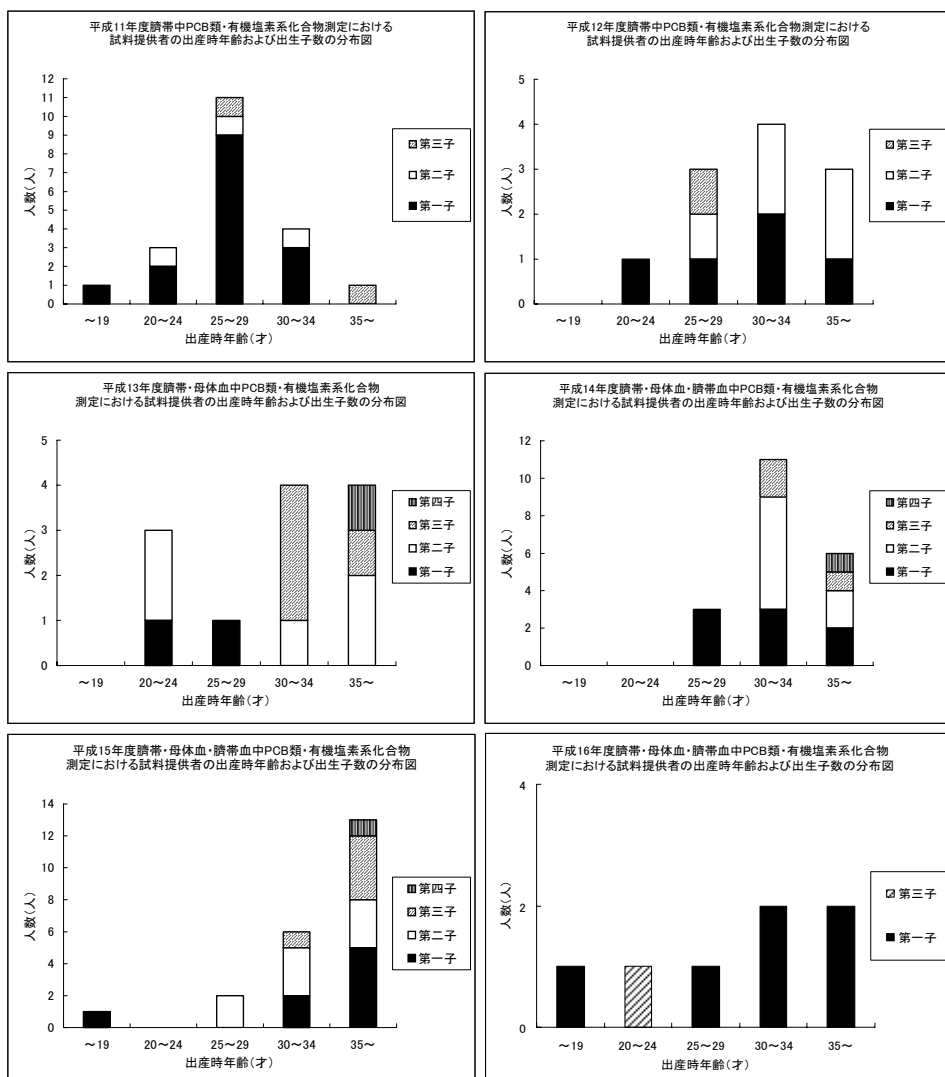 平成11年度臍帯中PCB類・有機塩素系化合物測定における
試料提供者の出産時年齢および出生子数の分布図
人数(人)
12
11
10
9
8
7
6
5
4
3
2
1
0
～19 20～24 25～29 30～34 35～
出産時年齢(才)
第三子
第二子
第一子
平成12年度臍帯中PCB類・有機塩素系化合物測定における
試料提供者の出産時年齢および出生子数の分布図
人数(人)
5
4
3
2
1
0
～19 20～24 25～29 30～34 35～
出産時年齢(才)
第三子
第二子
第一子
平成13年度臍帯・母体血中PCB類・有機塩素系化合物
測定における試料提供者の出産時年齢および出生子数の分布図
人数(人)
5
4
3
2
1
0
～19 20～24 25～29 30～34 35～
出産時年齢(才)
第四子
第三子
第二子
第一子
平成14年度臍帯・母体血・臍帯血中PCB類・有機塩素系化合物
測定における試料提供者の出産時年齢および出生子数の分布図
人数(人)
12
10
8
6
4
2
0
～19 20～24 25～29 30～34 35～
出産時年齢(才)
第四子
第三子
第二子
第一子
平成15年度臍帯・母体血・臍帯血中PCB類・有機塩素系化合物
測定における試料提供者の出産時年齢および出生子数の分布図
人数(人)
14
12
10
8
6
4
2
0
～19 20～24 25～29 30～34 35～
出産時年齢(才)
第四子
第三子
第二子
第一子
平成16年度臍帯・母体血・臍帯血中PCB類・有機塩素系化合物
測定における試料提供者の出産時年齢および出生子数の分布図
人数(人)
4
2
0
～19 20～24 25～29 30～34 35～
出産時年齢(才)
第三子
第一子